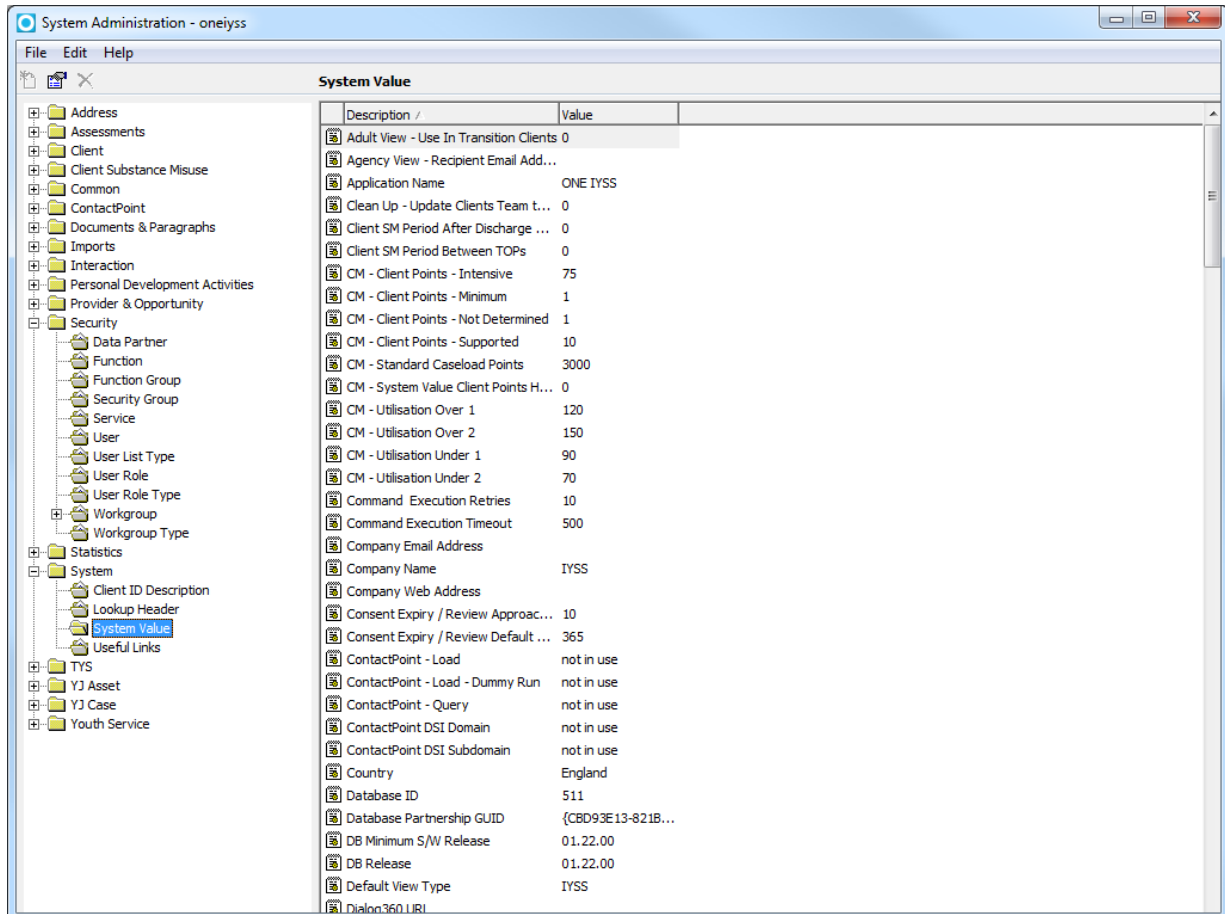 System Administration - oneiyss
File Edit Help
System Value
Address
Assessments
Client
Client Substance Misuse
Common
ContactPoint
Documents & Paragraphs
Imports
Interaction
Personal Development Activities
Provider & Opportunity
Security
Data Partner
Function
Function Group
Security Group
Service
User
User List Type
User Role
User Role Type
Workgroup
Workgroup Type
Statistics
System
Client ID Description
Lookup Header
System Value
Useful Links
TYS
YJ Asset
YJ Case
Youth Service
Description Value
Adult View - Use In Transition Clients 0
Agency View - Recipient Email Add...
Application Name ONE IYSS
Clean Up - Update Clients Team t... 0
Client SM Period After Discharge ... 0
Client SM Period Between TOPs 0
CM - Client Points - Intensive 75
CM - Client Points - Minimum 1
CM - Client Points - Not Determined 1
CM - Client Points - Supported 10
CM - Standard Caseload Points 3000
CM - System Value Client Points H... 0
CM - Utilisation Over 1 120
CM - Utilisation Over 2 150
CM - Utilisation Under 1 90
CM - Utilisation Under 2 70
Command  Execution Retries 10
Command Execution Timeout 500
Company Email Address
Company Name IYSS
Company Web Address
Consent Expiry / Review Approac... 10
Consent Expiry / Review Default ... 365
ContactPoint - Load not in use
ContactPoint - Load - Dummy Run not in use
ContactPoint - Query not in use
ContactPoint DSI Domain not in use
ContactPoint DSI Subdomain not in use
Country England
Database ID 511
Database Partnership GUID {CBD93E13-821B...
DB Minimum S/W Release 01.22.00
DB Release 01.22.00
Default View Type IYSS
Dialog360 URL